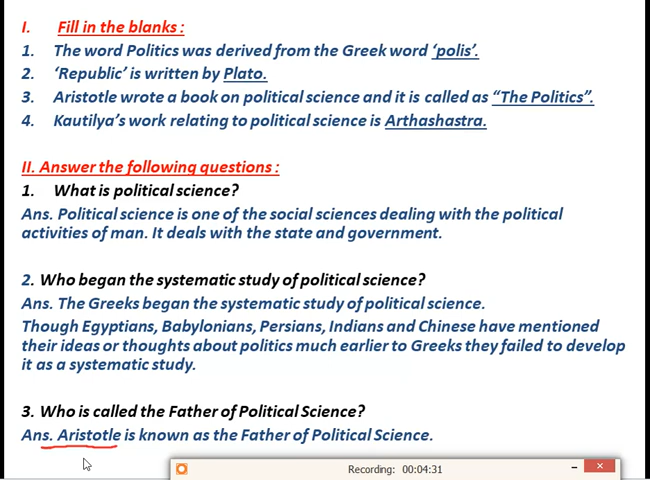 I. Fill in the blanks :
1. The word Politics was derived from the Greek word ‘polis’.
2. ‘Republic’ is written by Plato.
3. Aristotle wrote a book on political science and it is called as “The Politics”.
4. Kautilya’s work relating to political science is Arthashastra.
II. Answer the following questions :
1. What is political science?
Ans. Political science is one of the social sciences dealing with the political
activities of man. It deals with the state and government.
2. Who began the systematic study of political science?
Ans. The Greeks began the systematic study of political science.
Though Egyptians, Babylonians, Persians, Indians and Chinese have mentioned
their ideas or thoughts about politics much earlier to Greeks they failed to develop
it as a systematic study.
3. Who is called the Father of Political Science?
Ans. Aristotle is known as the Father of Political Science.
Recording: 00:04:31